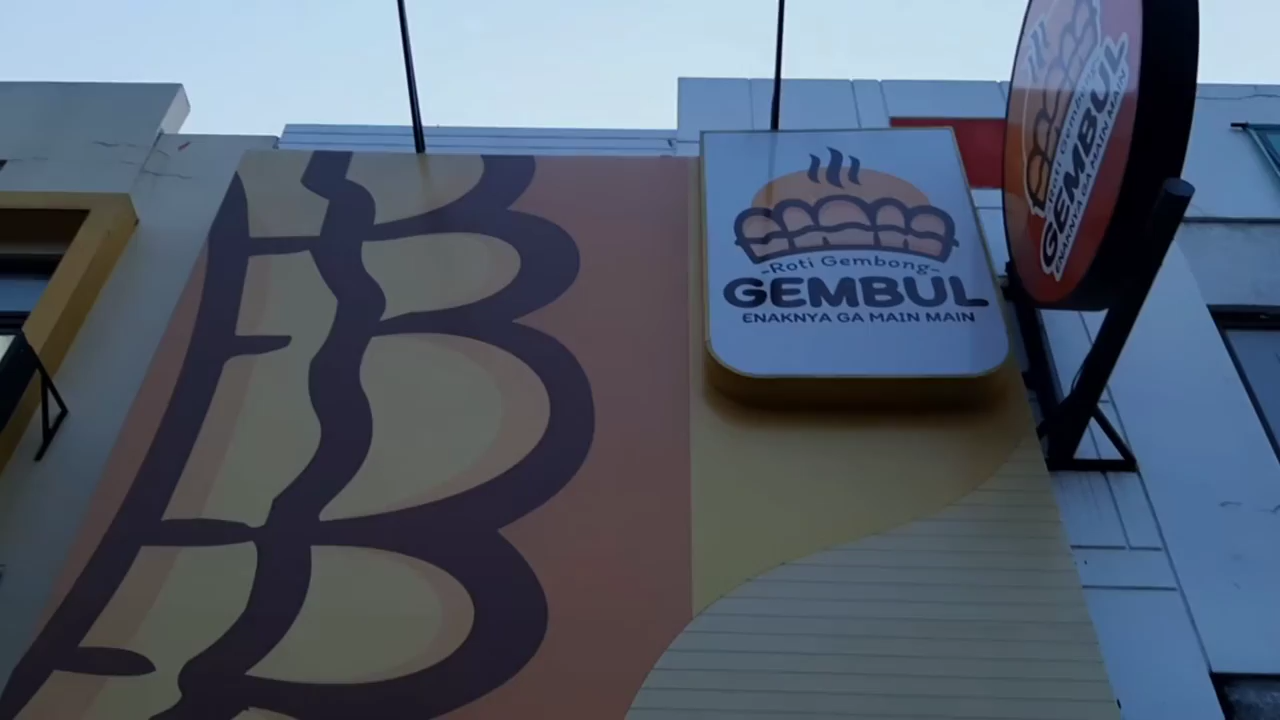 -Roti Gembong-
GEMBUL
ENAKNYA GA MAIN MAIN
Roti Gembong
GEMBUL
ENAKNYA GA MAIN MAIN